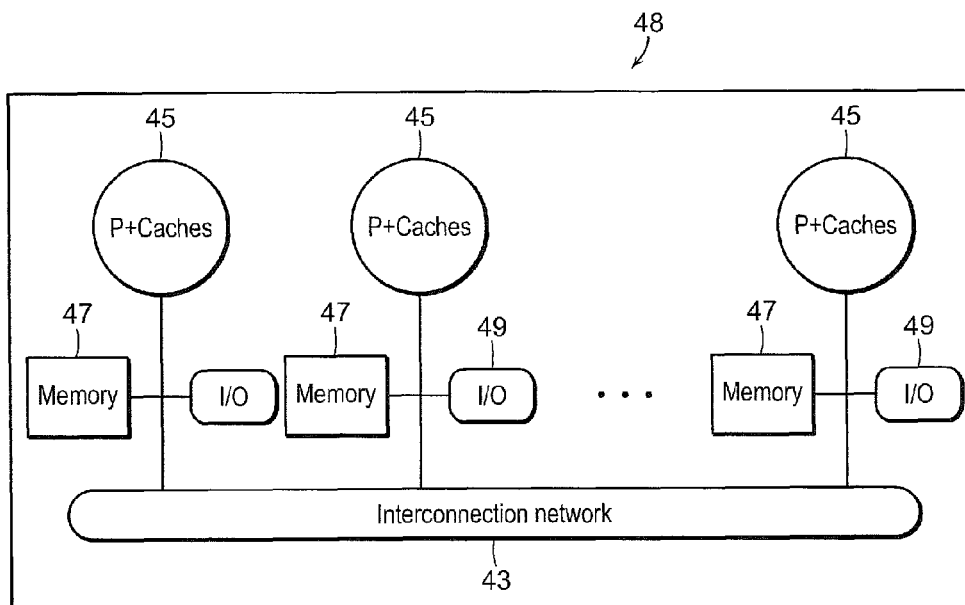 48
45
45
45
P+Caches
P+Caches
P+Caches
47
47
49
47
49
Memory
I/O
Memory
I/O
. . .
Memory
I/O
Interconnection network
43